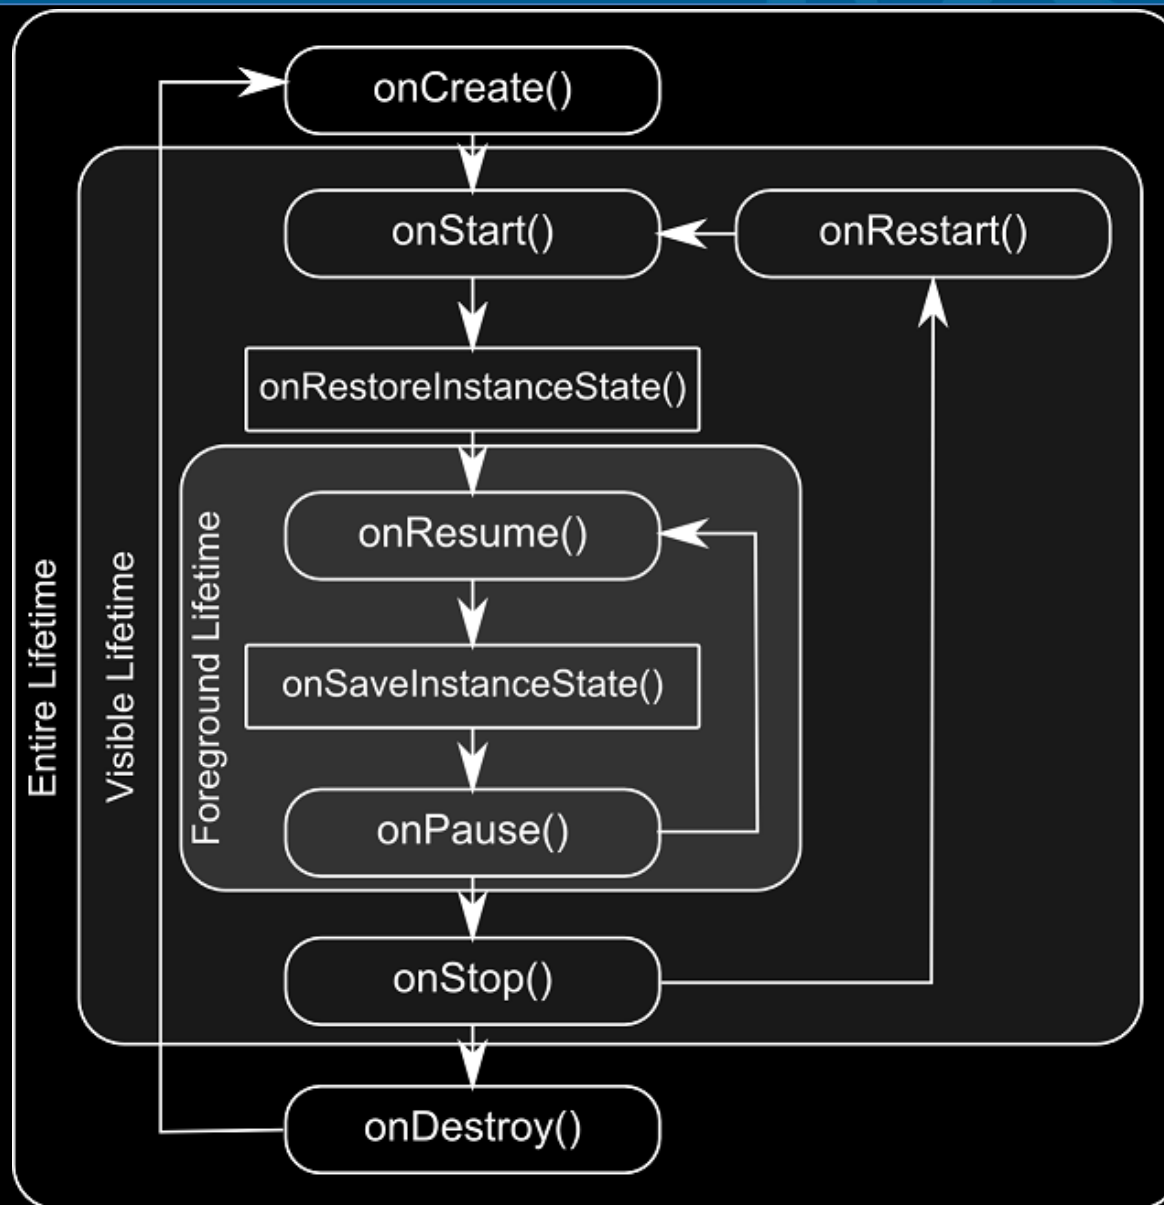 onCreate()
onStart()
onRestart()
onRestoreInstanceState()
onResume()
onSaveInstanceState()
onPause()
onStop()
onDestroy()
Entire Lifetime
Visible Lifetime
Foreground Lifetime